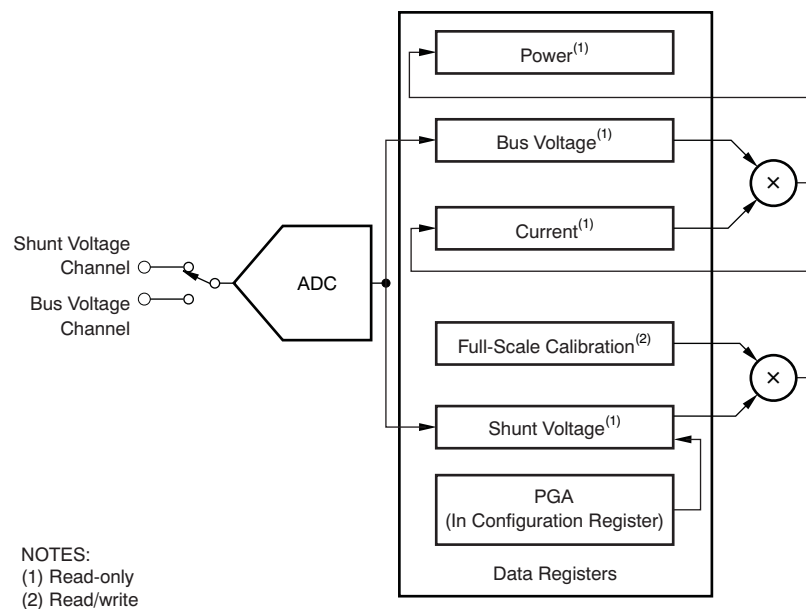 Power(1)
Bus Voltage(1)
×
Current(1)
Shunt Voltage
Channel
Bus Voltage
Channel
ADC
Full-Scale Calibration(2)
×
Shunt Voltage(1)
PGA
(In Configuration Register)
Data Registers
NOTES:
(1) Read-only
(2) Read/write